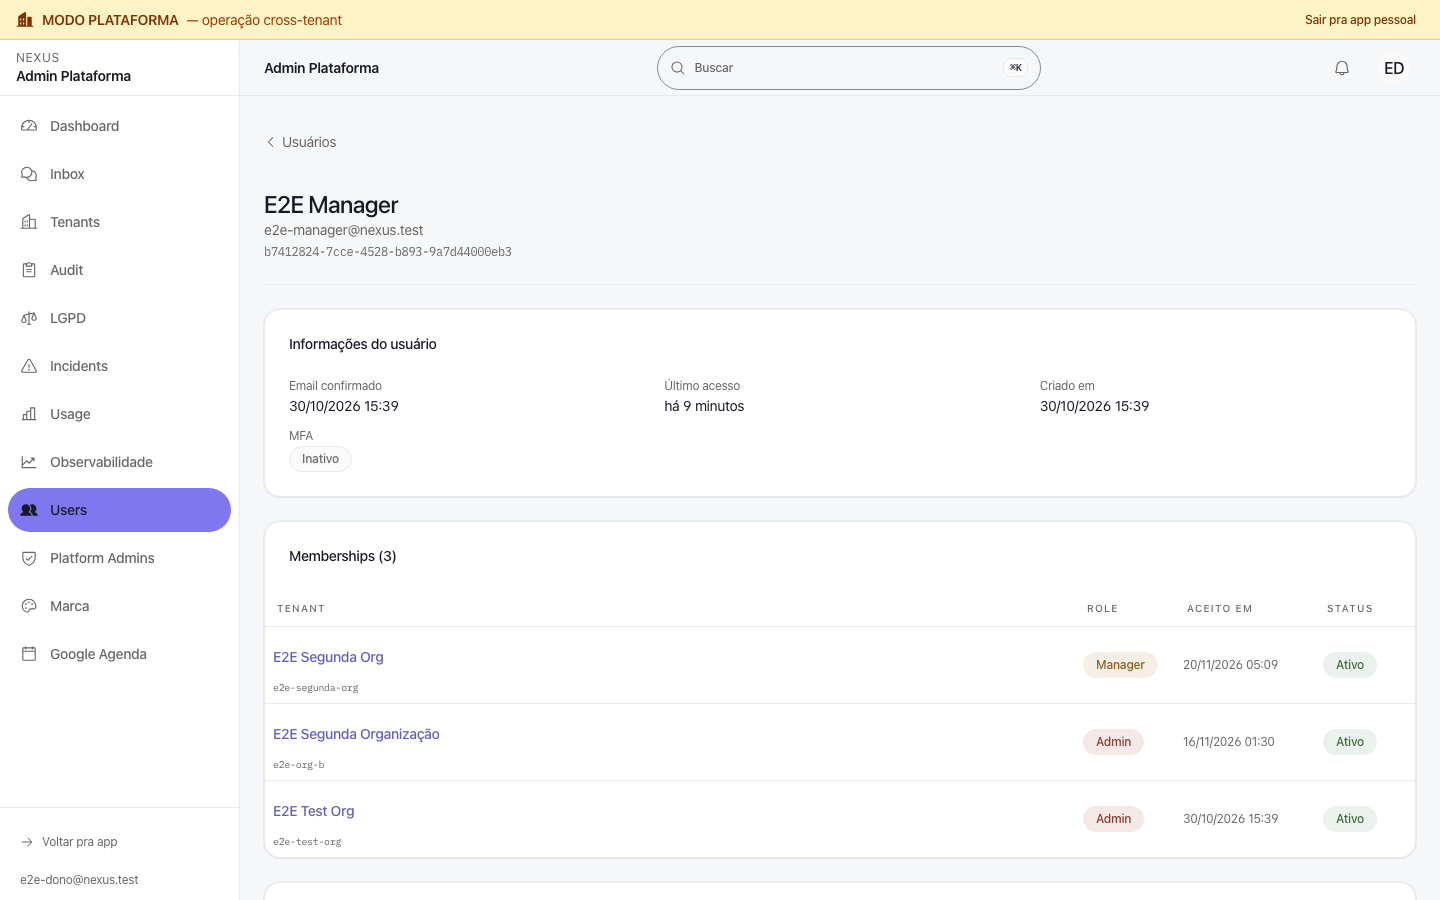 MODO PLATAFORMA — operação cross-tenant
Sair pra app pessoal
NEXUS
Admin Plataforma
Admin Plataforma
Buscar
⌘K
ED
Dashboard
Inbox
Tenants
Audit
LGPD
Incidents
Usage
Observabilidade
Users
Platform Admins
Marca
Google Agenda
Voltar pra app
e2e-dono@nexus.test
Usuários
E2E Manager
e2e-manager@nexus.test
b7412824-7cce-4528-b893-9a7d44000eb3
Informações do usuário
Email confirmado
30/10/2026 15:39
Último acesso
há 9 minutos
Criado em
30/10/2026 15:39
MFA
Inativo
Memberships (3)
TENANT ROLE ACEITO EM STATUS
E2E Segunda Org
e2e-segunda-org
Manager 20/11/2026 05:09 Ativo
E2E Segunda Organização
e2e-org-b
Admin 16/11/2026 01:30 Ativo
E2E Test Org
e2e-test-org
Admin 30/10/2026 15:39 Ativo